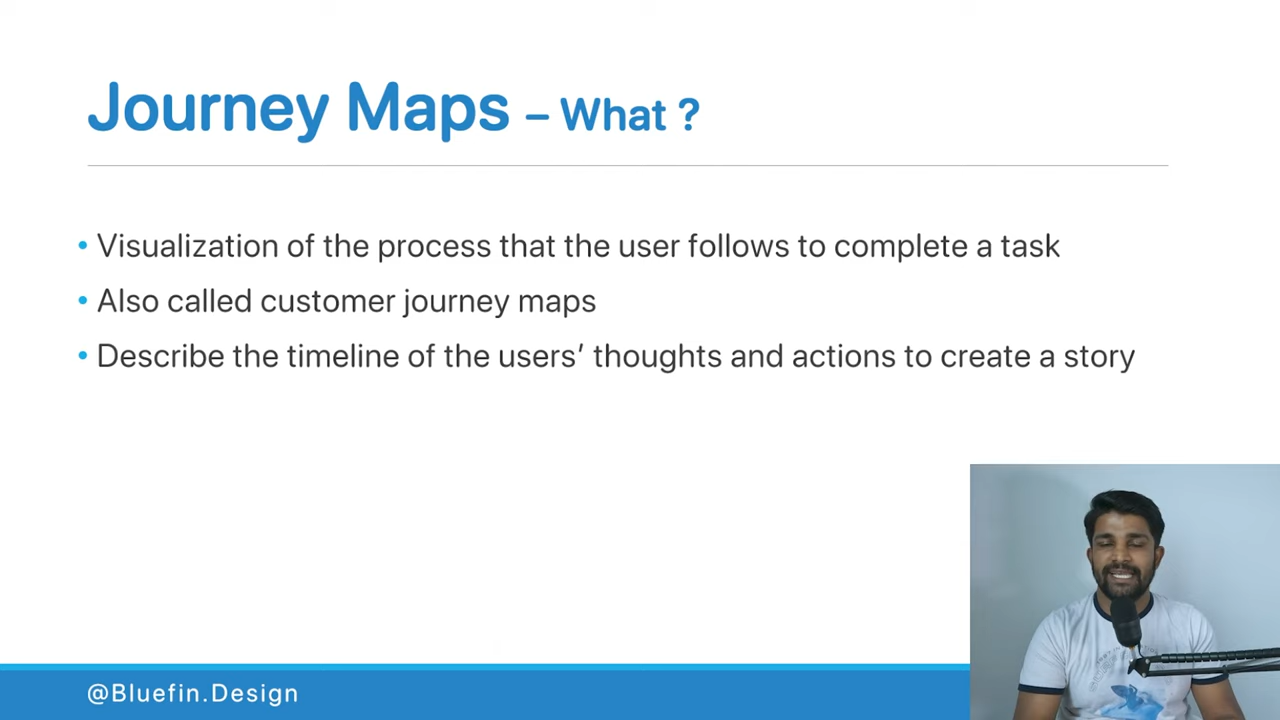 Journey Maps – What ?
• Visualization of the process that the user follows to complete a task
• Also called customer journey maps
• Describe the timeline of the users’ thoughts and actions to create a story
@Bluefin.Design